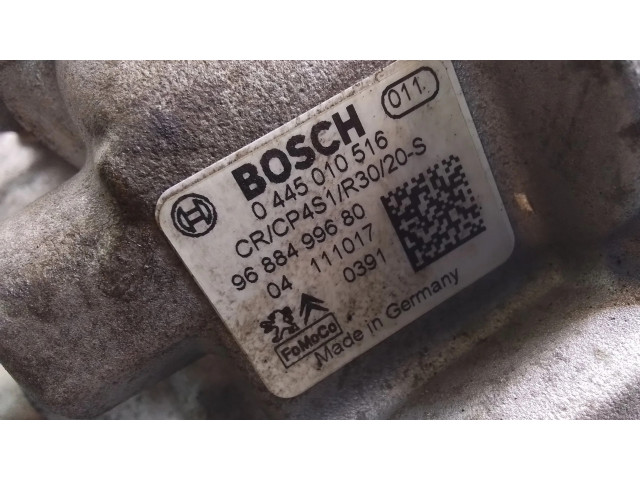 BOSCH
011.
0 445 010 516
CR/CP4S1/R30/20-S
96 884 996 80
04 111017
0391
FoMoCo
Made in Germany